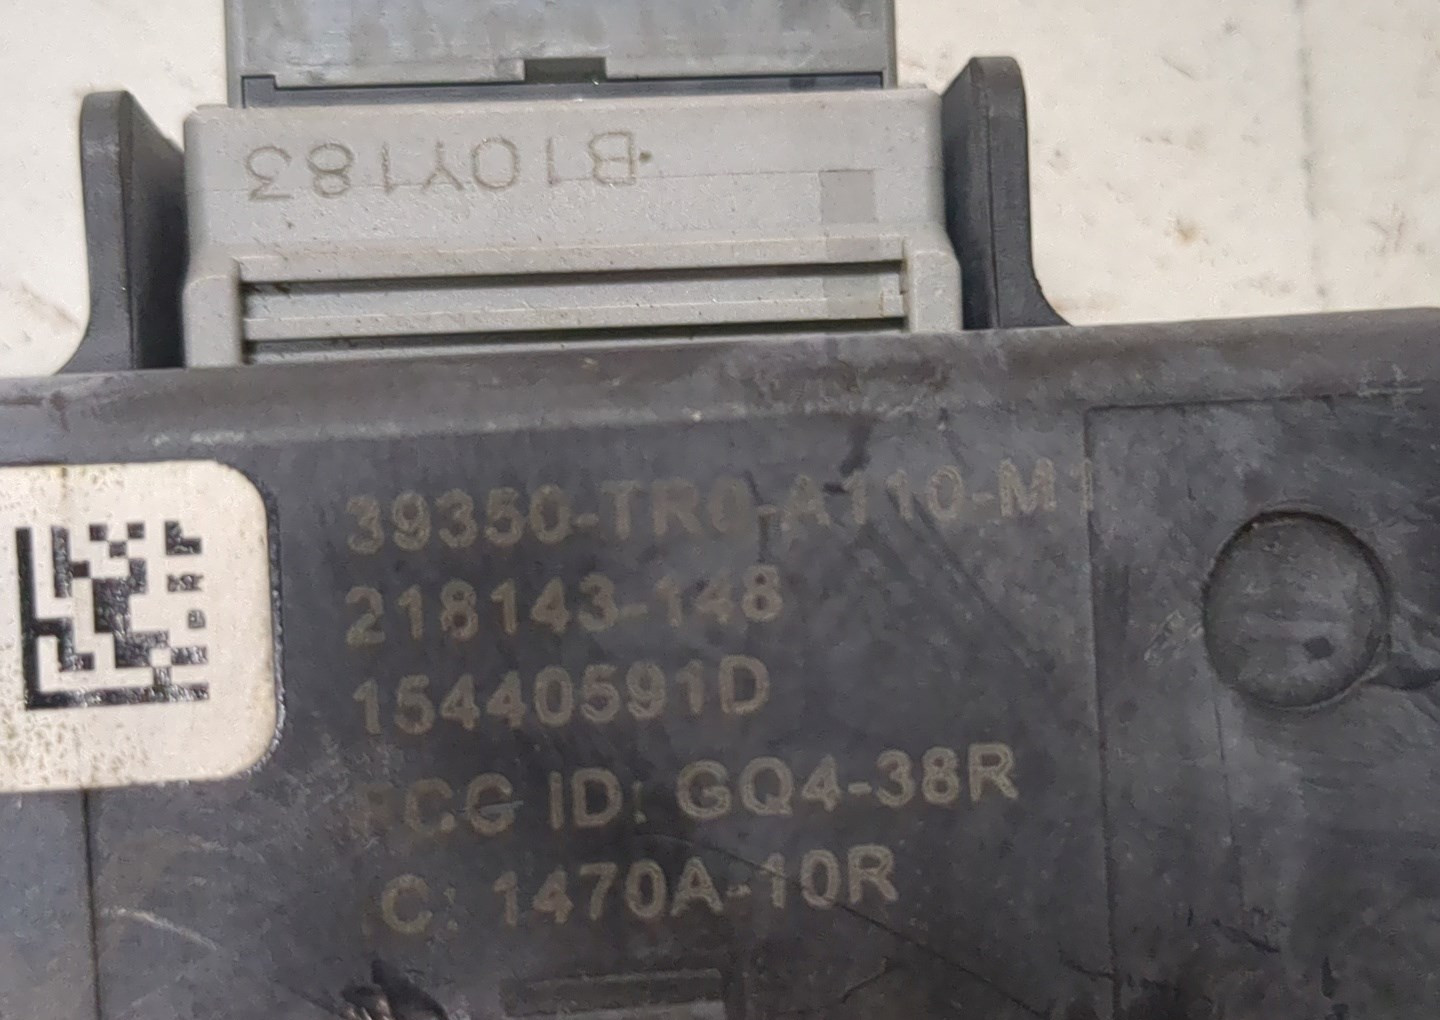 B10Y183
39350-TR0-A110-M1
218143-148
15440591D
FCC ID: GQ4-38R
IC: 1470A-10R